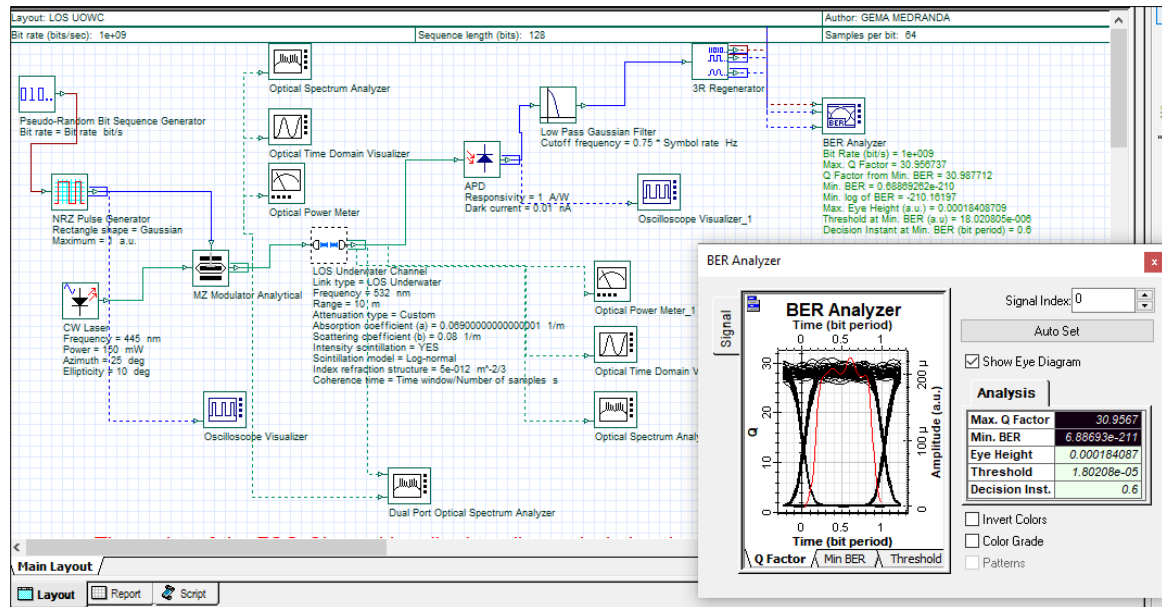 Layout: LOS UOWC
Author: GEMA MEDRANDA
Bit rate (bits/sec): 1e+09
Sequence length (bits): 128
Samples per bit: 64
Pseudo-Random Bit Sequence Generator
Bit rate = Bit rate bit/s
NRZ Pulse Generator
Rectangle shape = Gaussian
Maximum = 1 a.u.
CW Laser
Frequency = 445 nm
Power = 150 mW
Azimuth = 25 deg
Ellipticity = 10 deg
MZ Modulator Analytical
Oscilloscope Visualizer
Optical Spectrum Analyzer
Optical Time Domain Visualizer
Optical Power Meter
LOS Underwater Channel
Link type = LOS Underwater
Frequency = 532 nm
Range = 10 m
Attenuation type = Custom
Absorption coefficient (a) = 0.06900000000000001 1/m
Scattering coefficient (b) = 0.08 1/m
Intensity scintillation = YES
Scintillation model = Log-normal
Index refraction structure = 5e-012 m^-2/3
Coherence time = Time window/Number of samples s
Dual Port Optical Spectrum Analyzer
APD
Responsivity = 1 A/W
Dark current = 0.01 nA
Low Pass Gaussian Filter
Cutoff frequency = 0.75 * Symbol rate Hz
3R Regenerator
Oscilloscope Visualizer_1
Optical Power Meter_1
Optical Time Domain V
Optical Spectrum Analy
BER
BER Analyzer
Bit Rate (bit/s) = 1e+009
Max. Q Factor = 30.956737
Q Factor from Min. BER = 30.987712
Min. BER = 0.68869262e-210
Min. log of BER = -210.16197
Max. Eye Height (a.u.) = 0.00018408709
Threshold at Min. BER (a.u) = 18.020805e-006
Decision Instant at Min. BER (bit period) = 0.6
BER Analyzer
x
Signal
BER Analyzer
Time (bit period)
0 0.5 1
Q
30
20
10
0
Amplitude (a.u.)
200 µ
100 µ
0
0 0.5 1
Time (bit period)
Q Factor
Min BER
Threshold
Signal Index: 0
Auto Set
Show Eye Diagram
Analysis
Max. Q Factor 30.9567
Min. BER 6.88693e-211
Eye Height 0.000184087
Threshold 1.80208e-05
Decision Inst. 0.6
Invert Colors
Color Grade
Patterns
Main Layout
Layout
Report
Script